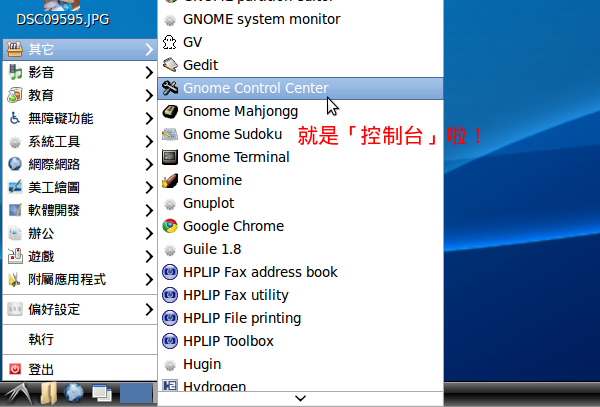 DSC09595.JPG
其它
影音
教育
無障礙功能
系統工具
網際網路
美工繪圖
軟體開發
辦公
遊戲
附屬應用程式
偏好設定
執行
登出
GNOME partition editor
GNOME system monitor
GV
Gedit
Gnome Control Center
Gnome Mahjongg
Gnome Sudoku
Gnome Terminal
Gnomine
Gnuplot
Google Chrome
Guile 1.8
HPLIP Fax address book
HPLIP Fax utility
HPLIP File printing
HPLIP Toolbox
Hugin
Hydrogen
就是「控制台」啦！